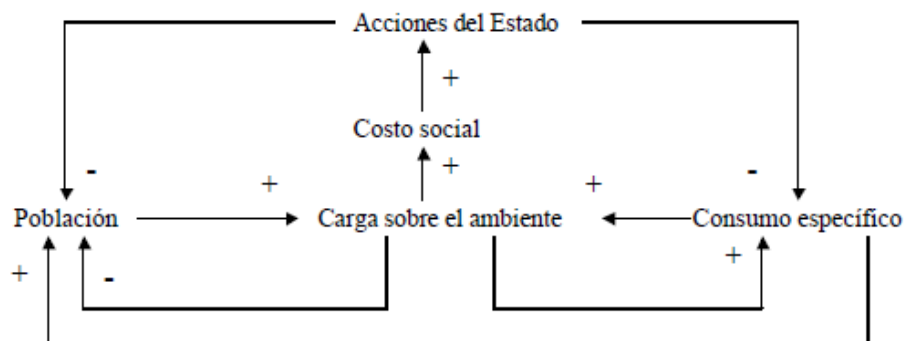 Acciones del Estado
+
Costo social
- + + + -
Población Carga sobre el ambiente Consumo específico
+ - +